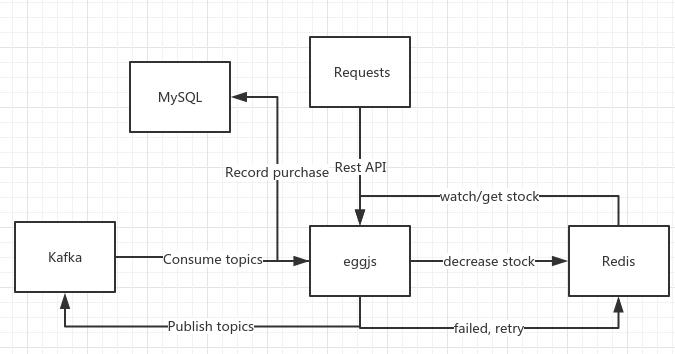 Requests
MySQL
Record purchase
Rest API
watch/get stock
Kafka
Consume topics
eggjs
decrease stock
Redis
Publish topics
failed, retry